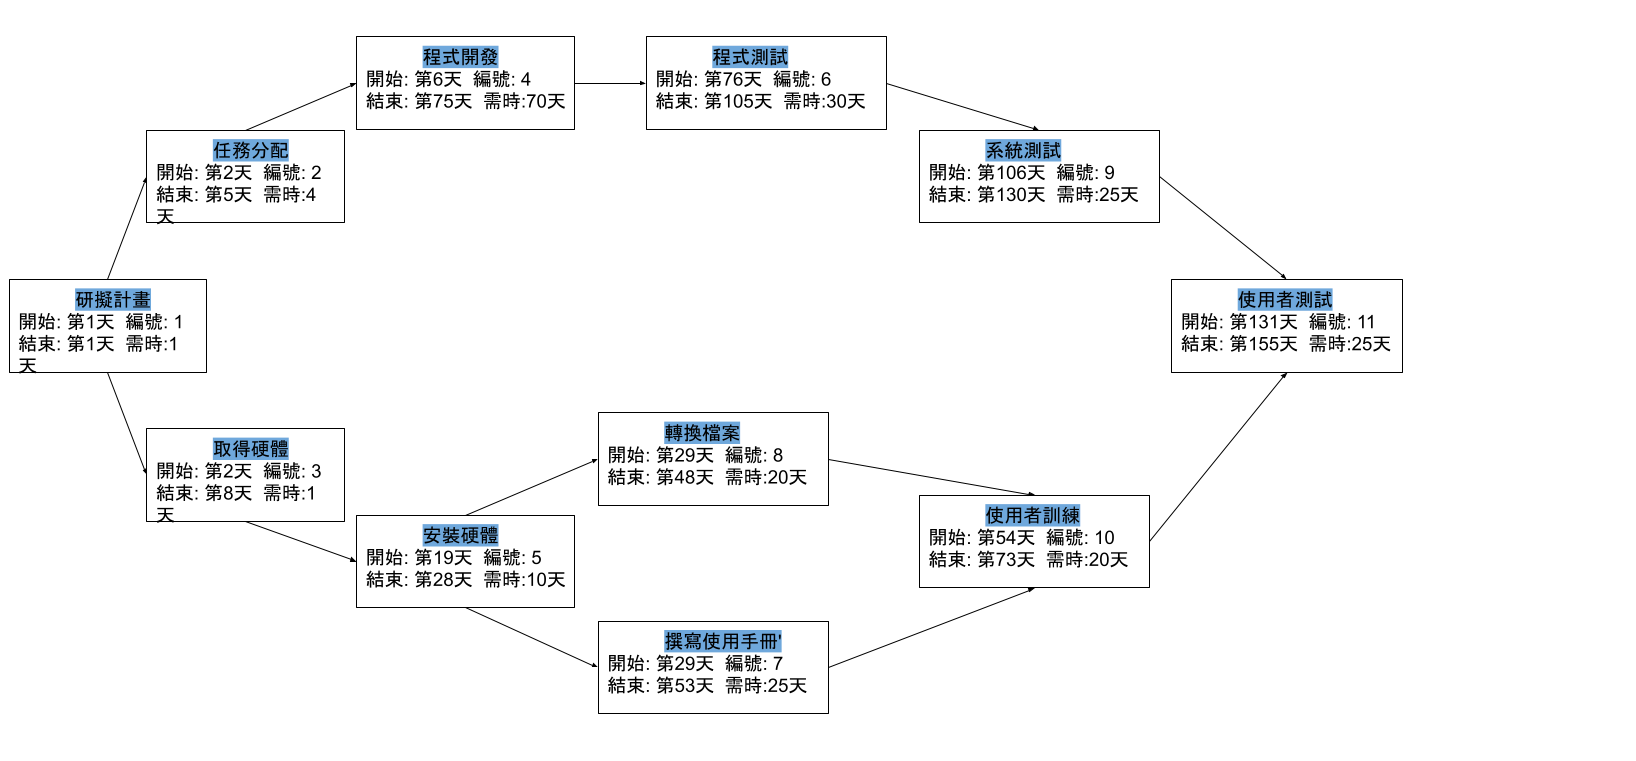 程式開發
開始: 第6天 編號: 4
結束: 第75天 需時:70天
程式測試
開始: 第76天 編號: 6
結束: 第105天 需時:30天
任務分配
開始: 第2天 編號: 2
結束: 第5天 需時:4
天
系統測試
開始: 第106天 編號: 9
結束: 第130天 需時:25天
研擬計畫
開始: 第1天 編號: 1
結束: 第1天 需時:1
天
使用者測試
開始: 第131天 編號: 11
結束: 第155天 需時:25天
取得硬體
開始: 第2天 編號: 3
結束: 第8天 需時:1
天
轉換檔案
開始: 第29天 編號: 8
結束: 第48天 需時:20天
安裝硬體
開始: 第19天 編號: 5
結束: 第28天 需時:10天
使用者訓練
開始: 第54天 編號: 10
結束: 第73天 需時:20天
撰寫使用手冊'
開始: 第29天 編號: 7
結束: 第53天 需時:25天